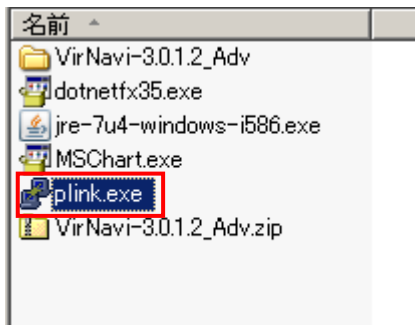 名前
VirNavi-3.0.1.2_Adv
dotnetfx35.exe
jre-7u4-windows-i586.exe
MSChart.exe
plink.exe
VirNavi-3.0.1.2_Adv.zip